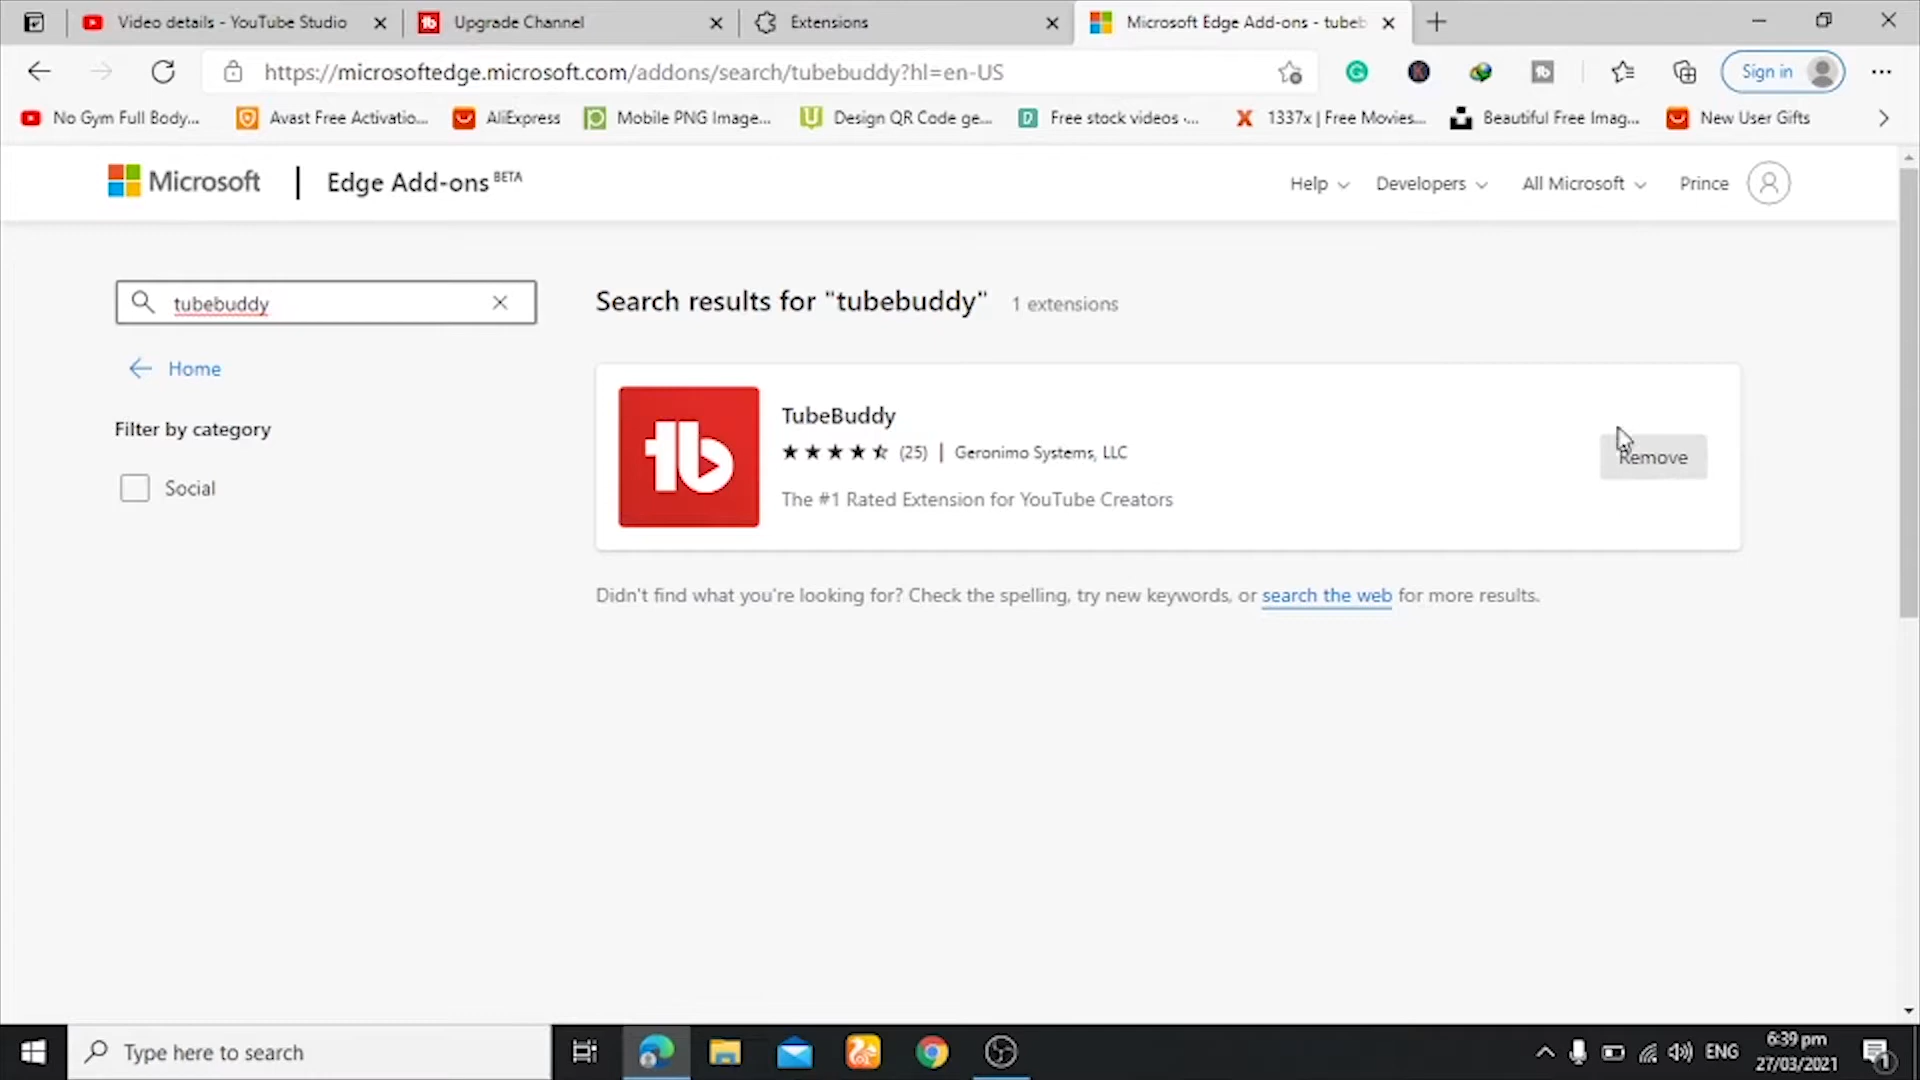 Video details - YouTube Studio
Upgrade Channel
Extensions
Microsoft Edge Add-ons - tubeb
https://microsoftedge.microsoft.com/addons/search/tubebuddy?hl=en-US
Sign in
No Gym Full Body...
Avast Free Activatio...
AliExpress
Mobile PNG Image...
Design QR Code ge...
Free stock videos -...
1337x | Free Movies...
Beautiful Free Imag...
New User Gifts
Microsoft | Edge Add-ons BETA
Help
Developers
All Microsoft
Prince
tubebuddy
Search results for "tubebuddy" 1 extensions
Home
Filter by category
Social
TubeBuddy
(25) | Geronimo Systems, LLC
The #1 Rated Extension for YouTube Creators
Remove
Didn't find what you're looking for? Check the spelling, try new keywords, or search the web for more results.
Type here to search
ENG
6:39 pm
27/03/2021
1